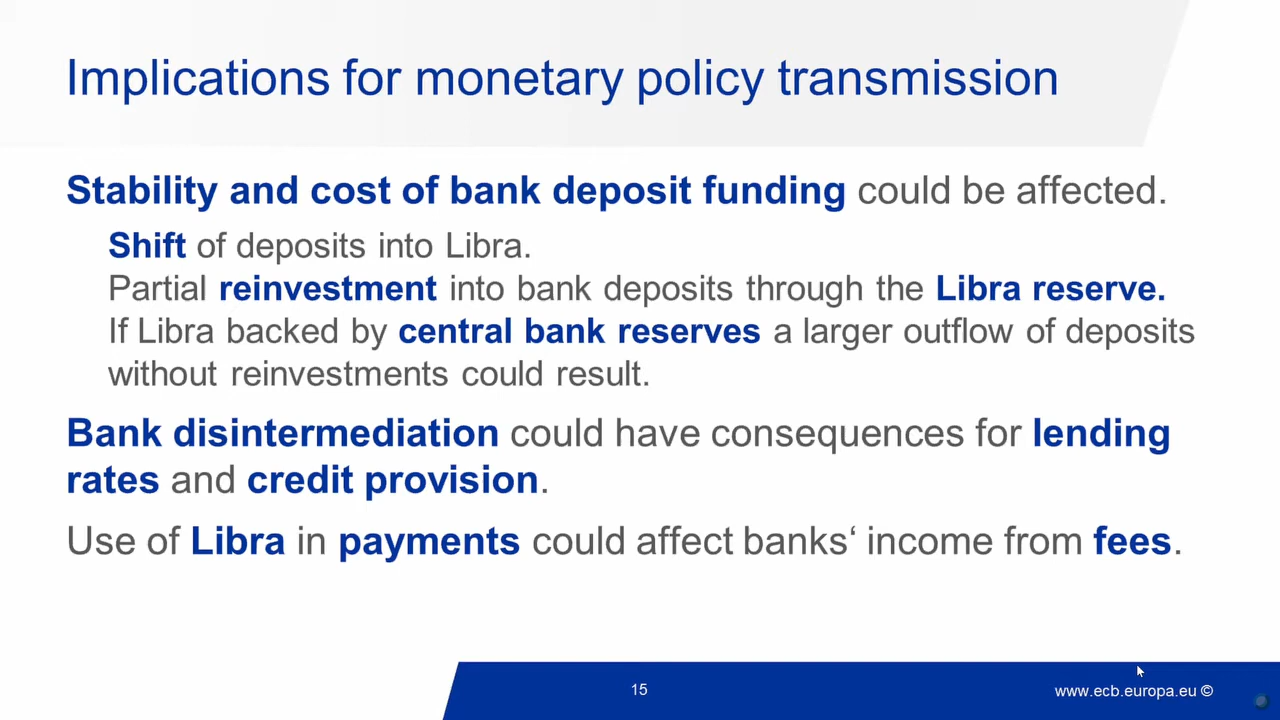 Implications for monetary policy transmission
Stability and cost of bank deposit funding could be affected.
Shift of deposits into Libra.
Partial reinvestment into bank deposits through the Libra reserve.
If Libra backed by central bank reserves a larger outflow of deposits
without reinvestments could result.
Bank disintermediation could have consequences for lending
rates and credit provision.
Use of Libra in payments could affect banks‘ income from fees.
15
www.ecb.europa.eu ©